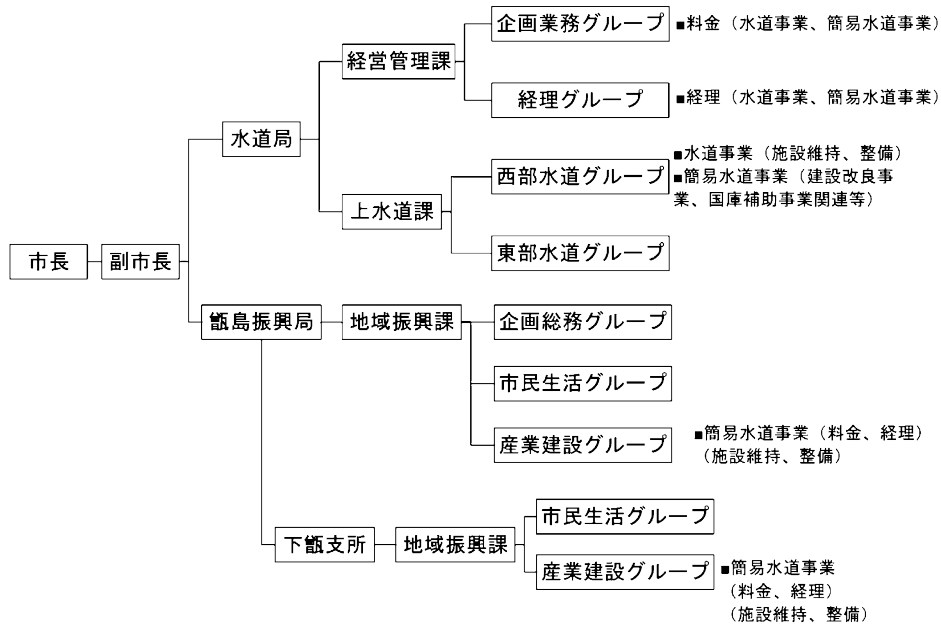 企画業務グループ
■料金（水道事業、簡易水道事業）
経営管理課
経理グループ
■経理（水道事業、簡易水道事業）
水道局
■水道事業（施設維持、整備）
西部水道グループ
■簡易水道事業（建設改良事
業、国庫補助事業関連等）
上水道課
東部水道グループ
市長
副市長
甑島振興局
地域振興課
企画総務グループ
市民生活グループ
産業建設グループ
■簡易水道事業（料金、経理）
（施設維持、整備）
下甑支所
地域振興課
市民生活グループ
産業建設グループ
■簡易水道事業
（料金、経理）
（施設維持、整備）